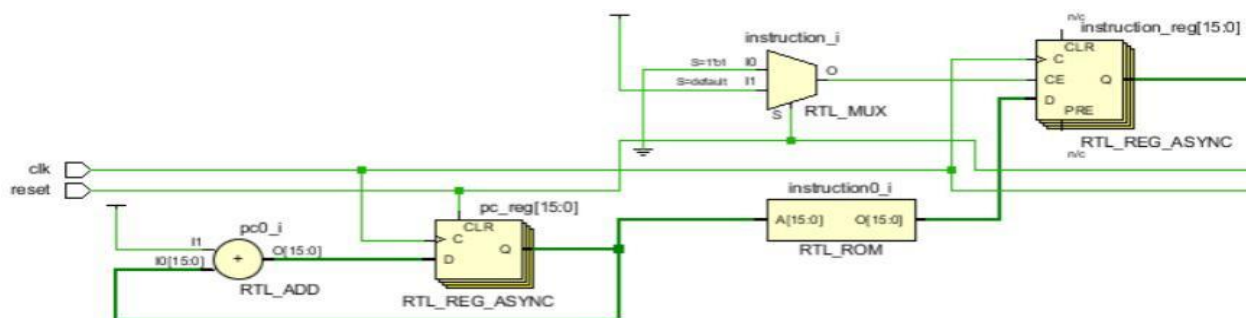 n/c
instruction_reg[15:0]
instruction_i
CLR
S=1'b1
I0
C
O
CE
Q
S=default
I1
D
S
RTL_MUX
PRE
RTL_REG_ASYNC
n/c
clk
reset
instruction0_i
pc_reg[15:0]
pc0_i
CLR
A[15:0]
O[15:0]
I1
C
Q
O[15:0]
I0[15:0]
+
D
RTL_ROM
RTL_ADD
RTL_REG_ASYNC